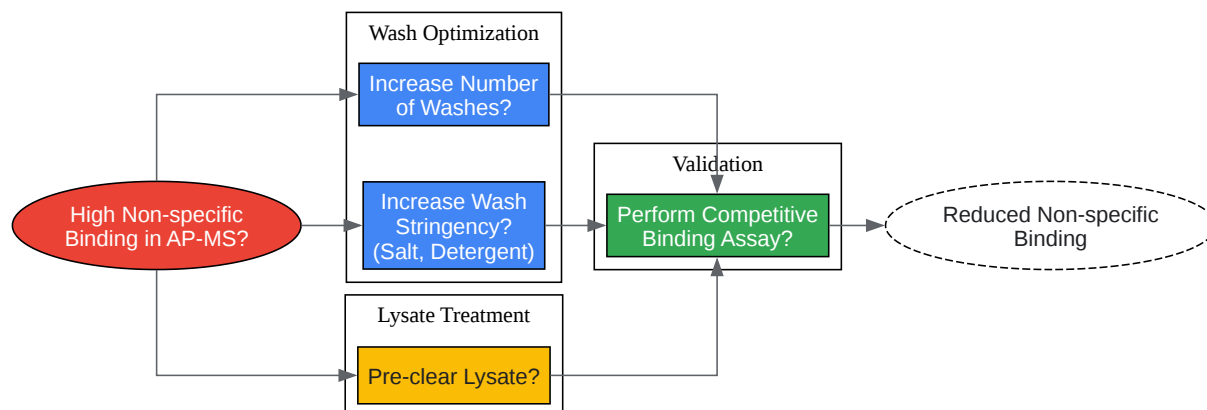 Wash Optimization
Increase Number
of Washes?
Validation
High Non-specific
Binding in AP-MS?
Increase Wash
Stringency?
(Salt, Detergent)
Perform Competitive
Binding Assay?
Reduced Non-specific
Binding
Lysate Treatment
Pre-clear Lysate?